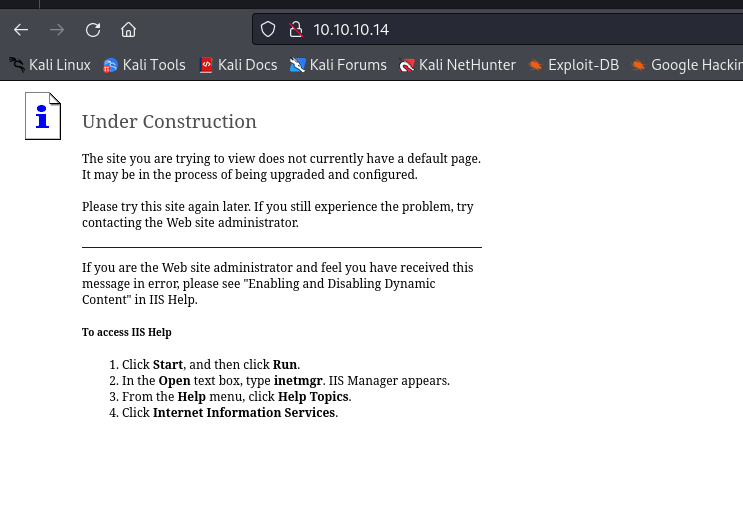 10.10.10.14
Kali Linux Kali Tools Kali Docs Kali Forums Kali NetHunter Exploit-DB Google Hackin
Under Construction
The site you are trying to view does not currently have a default page.
It may be in the process of being upgraded and configured.
Please try this site again later. If you still experience the problem, try
contacting the Web site administrator.
If you are the Web site administrator and feel you have received this
message in error, please see "Enabling and Disabling Dynamic
Content" in IIS Help.
To access IIS Help
1. Click Start, and then click Run.
2. In the Open text box, type inetmgr. IIS Manager appears.
3. From the Help menu, click Help Topics.
4. Click Internet Information Services.